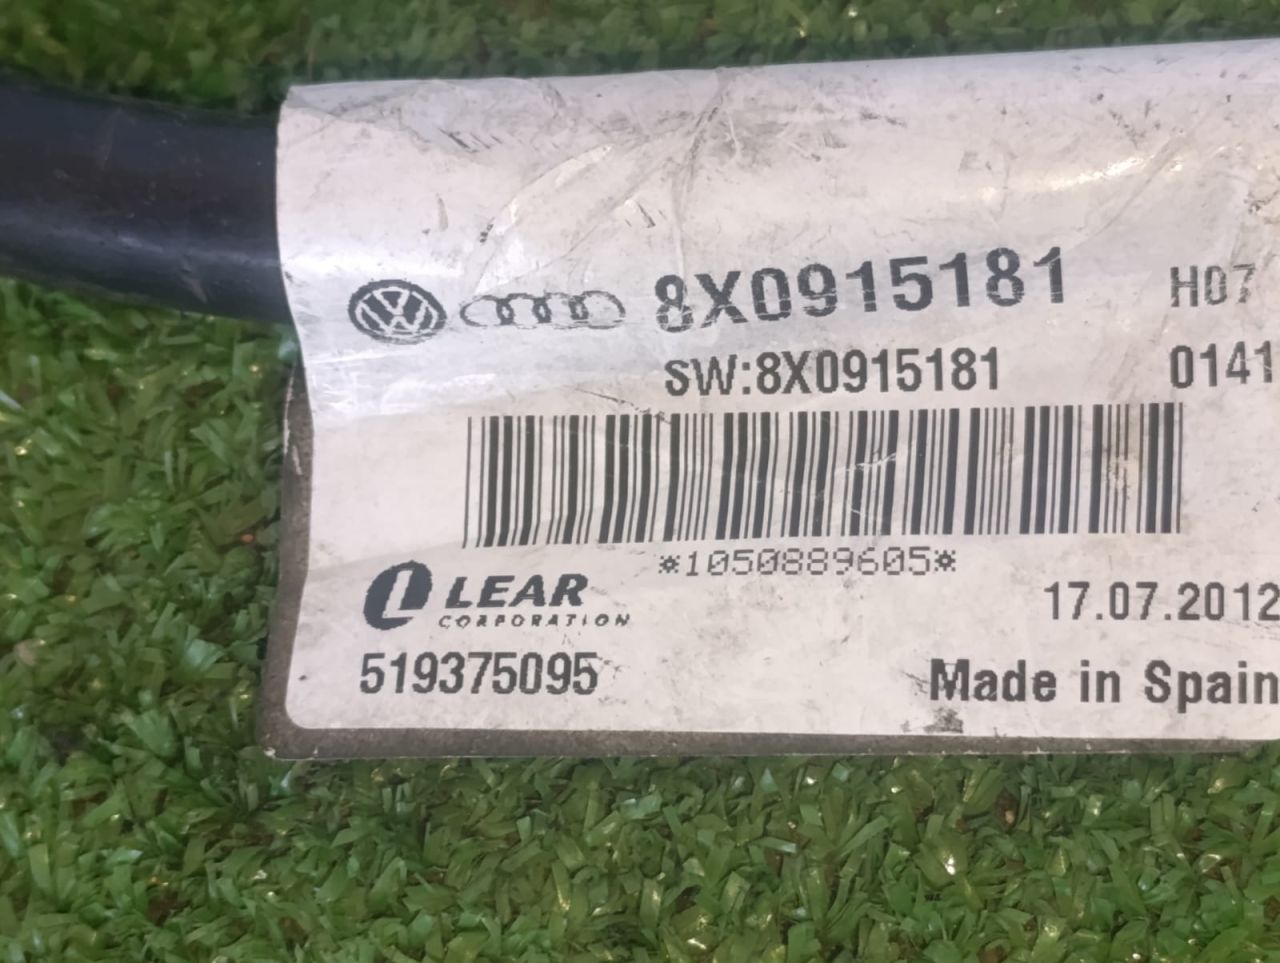 8X0915181 H07
SW:8X0915181 0141
*1050889605*
LEAR
CORPORATION
17.07.2012
519375095
Made in Spain